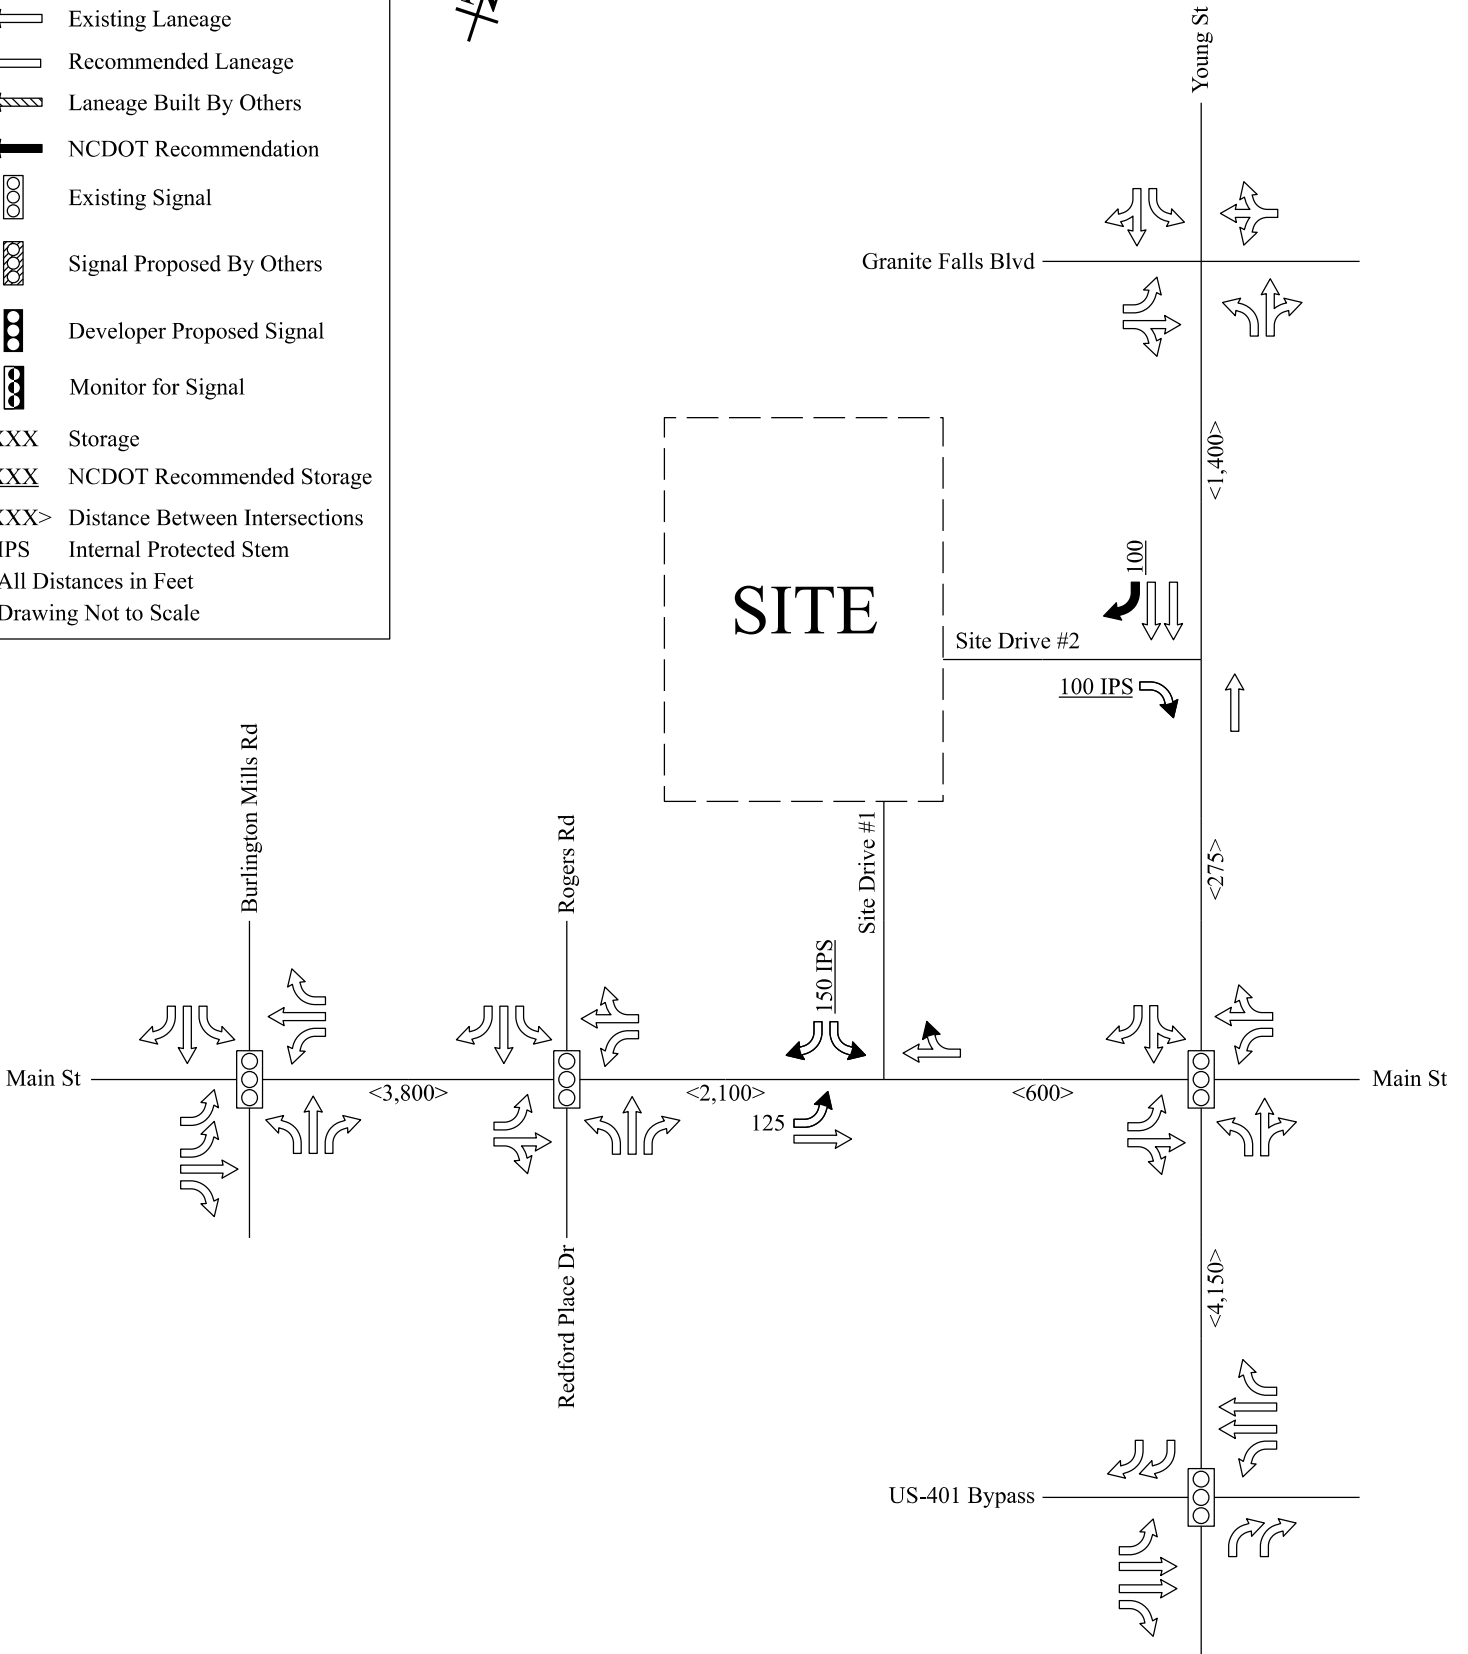 Existing Laneage
Recommended Laneage
Laneage Built By Others
NCDOT Recommendation
Existing Signal
Signal Proposed By Others
Developer Proposed Signal
Monitor for Signal
XXX Storage
XXX NCDOT Recommended Storage
XXX> Distance Between Intersections
IPS Internal Protected Stem
All Distances in Feet
Drawing Not to Scale
Young St
Granite Falls Blvd
<1,400>
SITE
100
Site Drive #2
100 IPS
<275>
Burlington Mills Rd
Rogers Rd
Site Drive #1
150 IPS
Main St
<3,800>
<2,100>
<600>
Main St
125
Redford Place Dr
<4,150>
US-401 Bypass